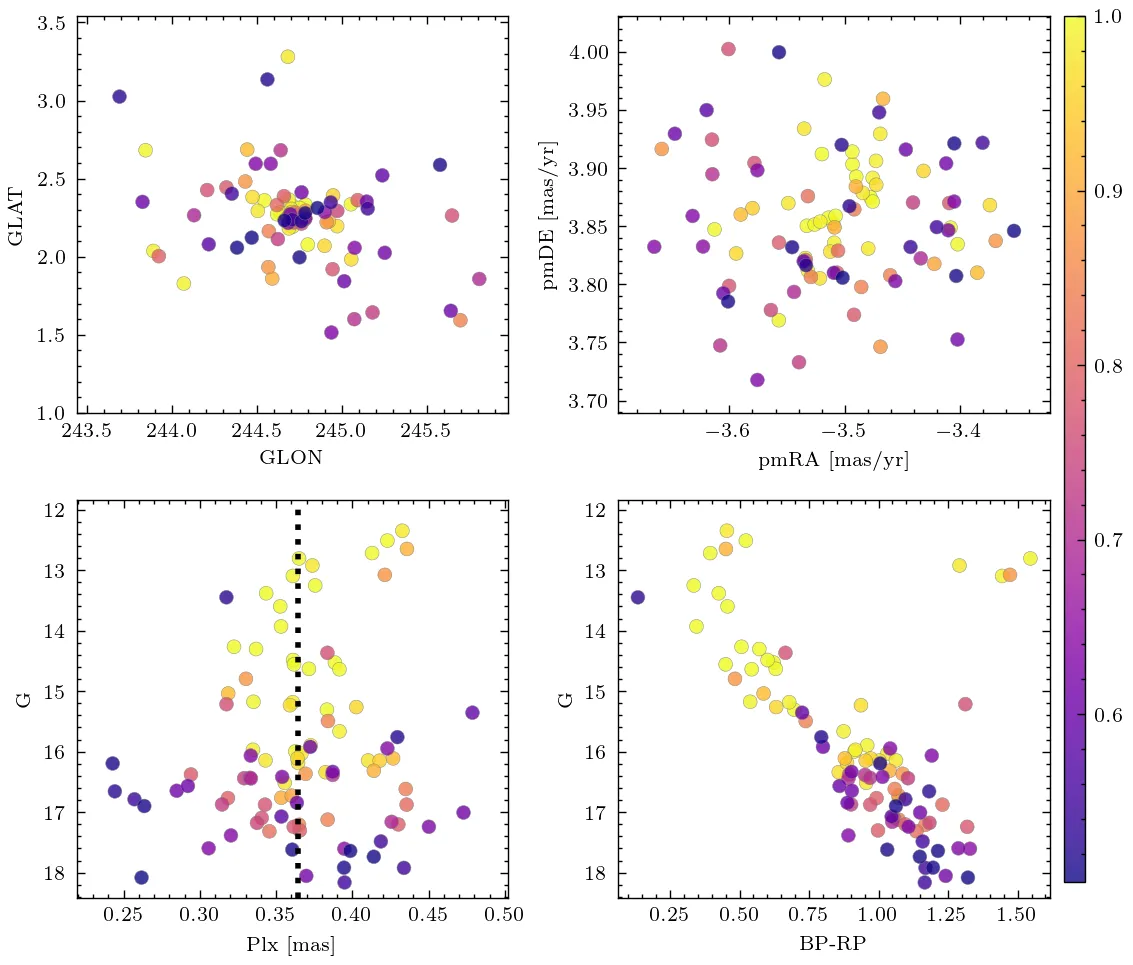 3.5
3.0
2.5
2.0
1.5
1.0
GLAT
243.5 244.0 244.5 245.0 245.5
GLON
4.00
3.95
3.90
3.85
3.80
3.75
3.70
pmDE [mas/yr]
−3.6 −3.5 −3.4
pmRA [mas/yr]
1.0
0.9
0.8
0.7
0.6
12
13
14
15
16
17
18
G
0.25 0.30 0.35 0.40 0.45 0.50
Plx [mas]
12
13
14
15
16
17
18
G
0.25 0.50 0.75 1.00 1.25 1.50
BP-RP